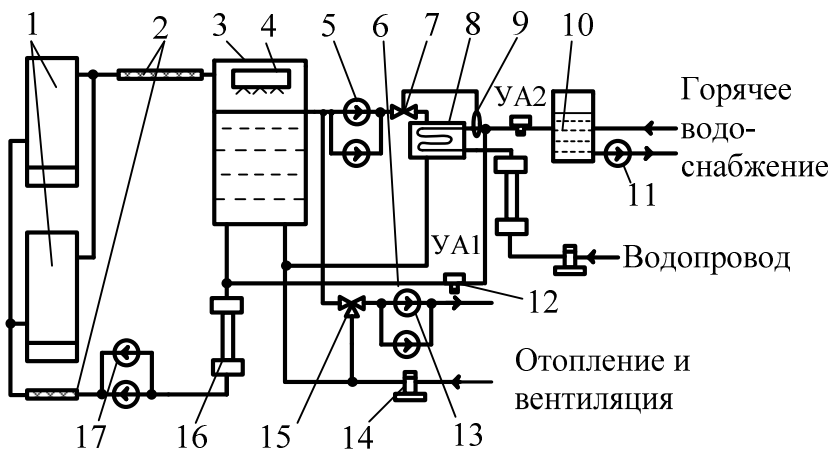 1
2
3
4
5
6
7
8
9
10
УА2
Горячее
водо-
снабжение
11
УА1
Водопровод
12
Отопление и
вентиляция
17
16
15
14
13